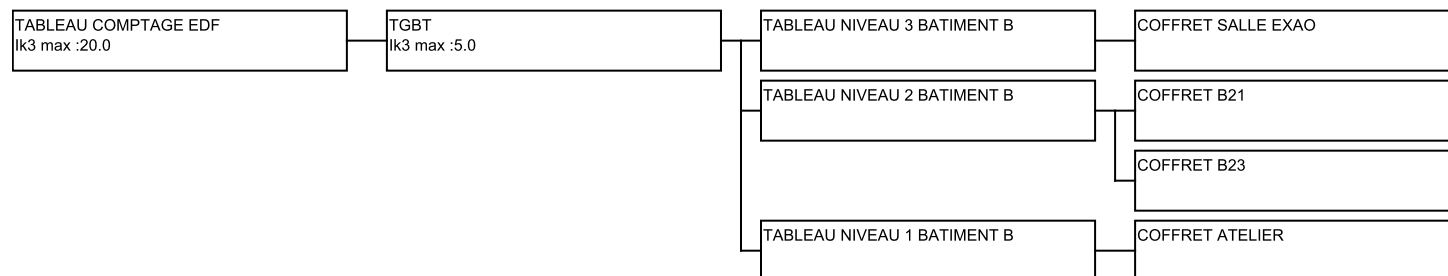 TABLEAU COMPTAGE EDF
Ik3 max :20.0
TGBT
Ik3 max :5.0
TABLEAU NIVEAU 3 BATIMENT B
COFFRET SALLE EXAO
TABLEAU NIVEAU 2 BATIMENT B
COFFRET B21
COFFRET B23
TABLEAU NIVEAU 1 BATIMENT B
COFFRET ATELIER